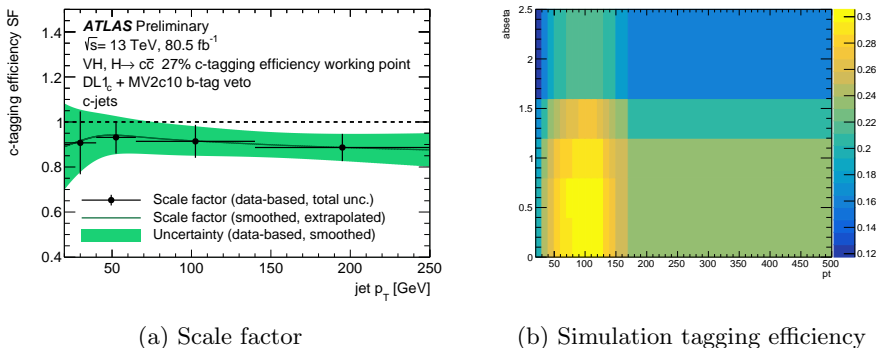 ATLAS Preliminary
√s= 13 TeV, 80.5 fb⁻¹
VH, H→ cc̅ 27% c-tagging efficiency working point
DL1c + MV2c10 b-tag veto
c-jets
c-tagging efficiency SF
1.4
1.2
1
0.8
0.6
0.4
Scale factor (data-based, total unc.)
Scale factor (smoothed, extrapolated)
Uncertainty (data-based, smoothed)
50 100 150 200 250
jet pT [GeV]
(a) Scale factor
abseta
2.5
2
1.5
1
0.5
0
50 100 150 200 250 300 350 400 450 500
pt
0.3
0.28
0.26
0.24
0.22
0.2
0.18
0.16
0.14
0.12
(b) Simulation tagging efficiency